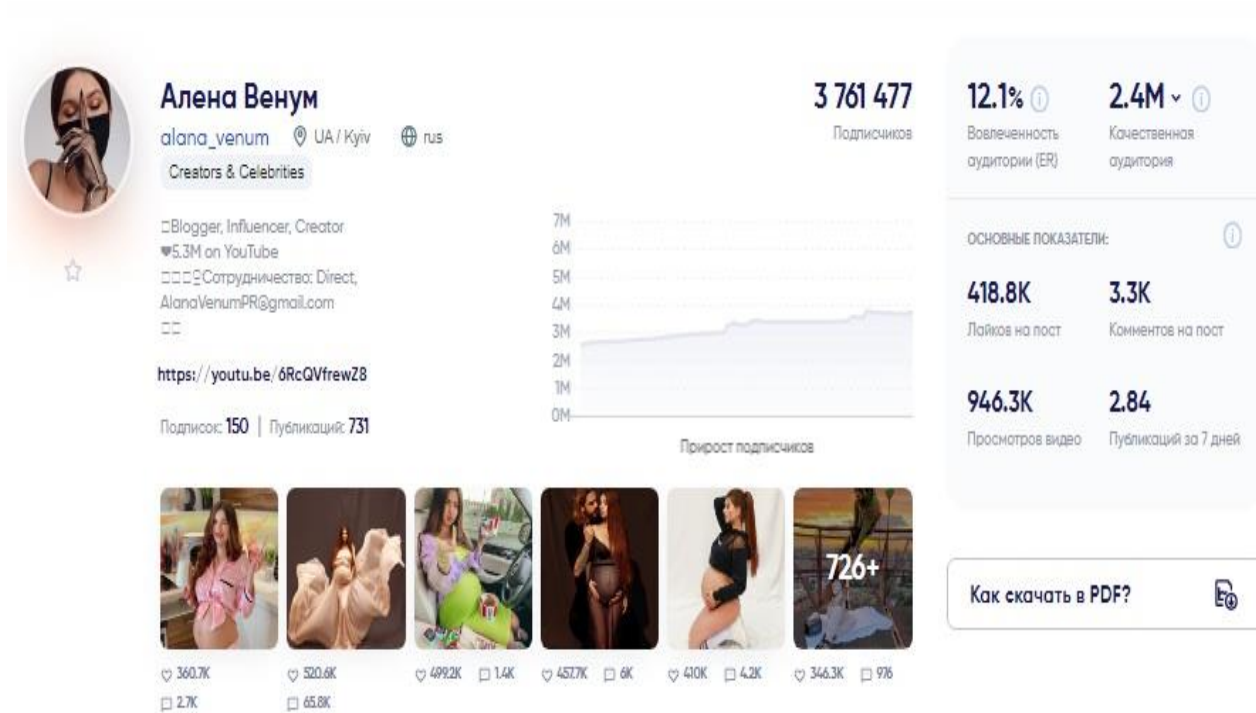 Алена Венум
alana_venum UA / Kyiv rus
Creators & Celebrities
3 761 477
Подписчиков
Blogger, Influencer, Creator
♥5.3M on YouTube
Сотрудничество: Direct,
AlanaVenumPR@gmail.com
https://youtu.be/6RcQVfrewZ8
Подписок: 150 | Публикаций: 731
7M
6M
5M
4M
3M
2M
1M
0M
Прирост подписчиков
726+
360.7K
2.7K
520.6K
65.8K
499.2K 1.4K
457.7K 6K
410K 4.2K
346.3K 976
12.1% 2.4M
Вовлеченность
аудитории (ER)
Качественная
аудитория
ОСНОВНЫЕ ПОКАЗАТЕЛИ:
418.8K 3.3K
Лайков на пост Комментов на пост
946.3K 2.84
Просмотров видео Публикаций за 7 дней
Как скачать в PDF?